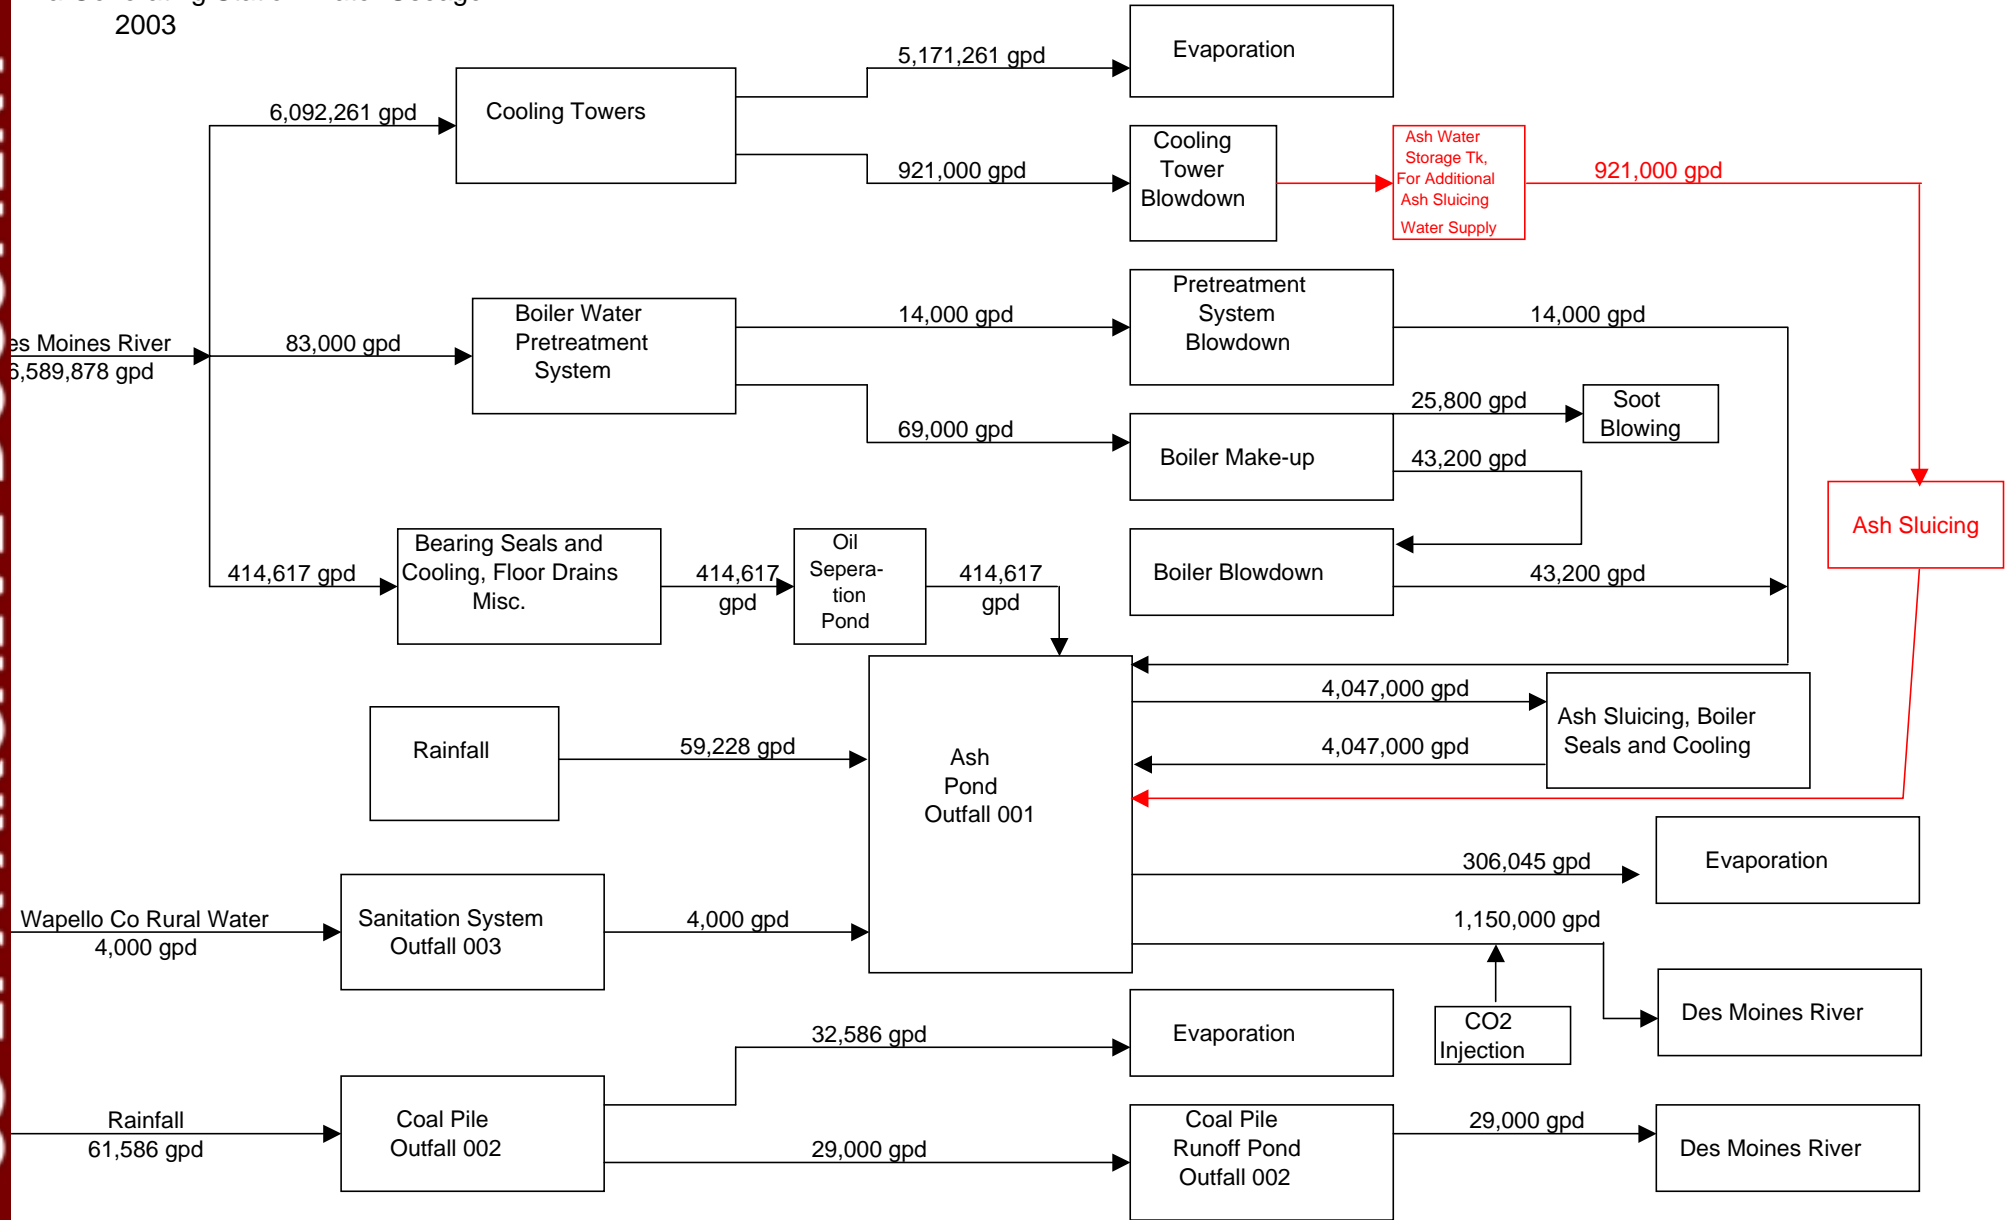 2003
5,171,261 gpd
Evaporation
6,092,261 gpd
Cooling Towers
921,000 gpd
Cooling
Tower
Blowdown
Ash Water
Storage Tk,
For Additional
Ash Sluicing
Water Supply
921,000 gpd
es Moines River
6,589,878 gpd
83,000 gpd
Boiler Water
Pretreatment
System
14,000 gpd
Pretreatment
System
Blowdown
14,000 gpd
69,000 gpd
Boiler Make-up
25,800 gpd
Soot
Blowing
43,200 gpd
Ash Sluicing
414,617 gpd
Bearing Seals and
Cooling, Floor Drains
Misc.
414,617
gpd
Oil
Sepera-
tion
Pond
414,617
gpd
Boiler Blowdown
43,200 gpd
Rainfall
59,228 gpd
Ash
Pond
Outfall 001
4,047,000 gpd
4,047,000 gpd
Ash Sluicing, Boiler
Seals and Cooling
306,045 gpd
Evaporation
Wapello Co Rural Water
4,000 gpd
Sanitation System
Outfall 003
4,000 gpd
1,150,000 gpd
CO2
Injection
Des Moines River
Rainfall
61,586 gpd
Coal Pile
Outfall 002
32,586 gpd
Evaporation
29,000 gpd
Coal Pile
Runoff Pond
Outfall 002
29,000 gpd
Des Moines River